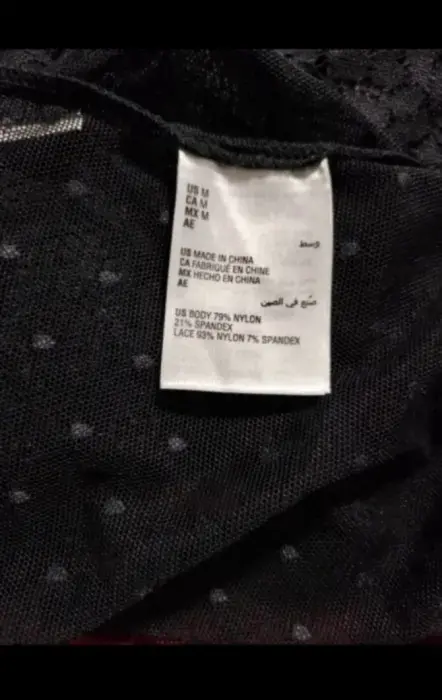 US M
CA M
MX M
AE
وسط
US MADE IN CHINA
CA FABRIQUÉ EN CHINE
MX HECHO EN CHINA
AE
صنع في الصين
US BODY 79% NYLON
21% SPANDEX
LACE 93% NYLON 7% SPANDEX